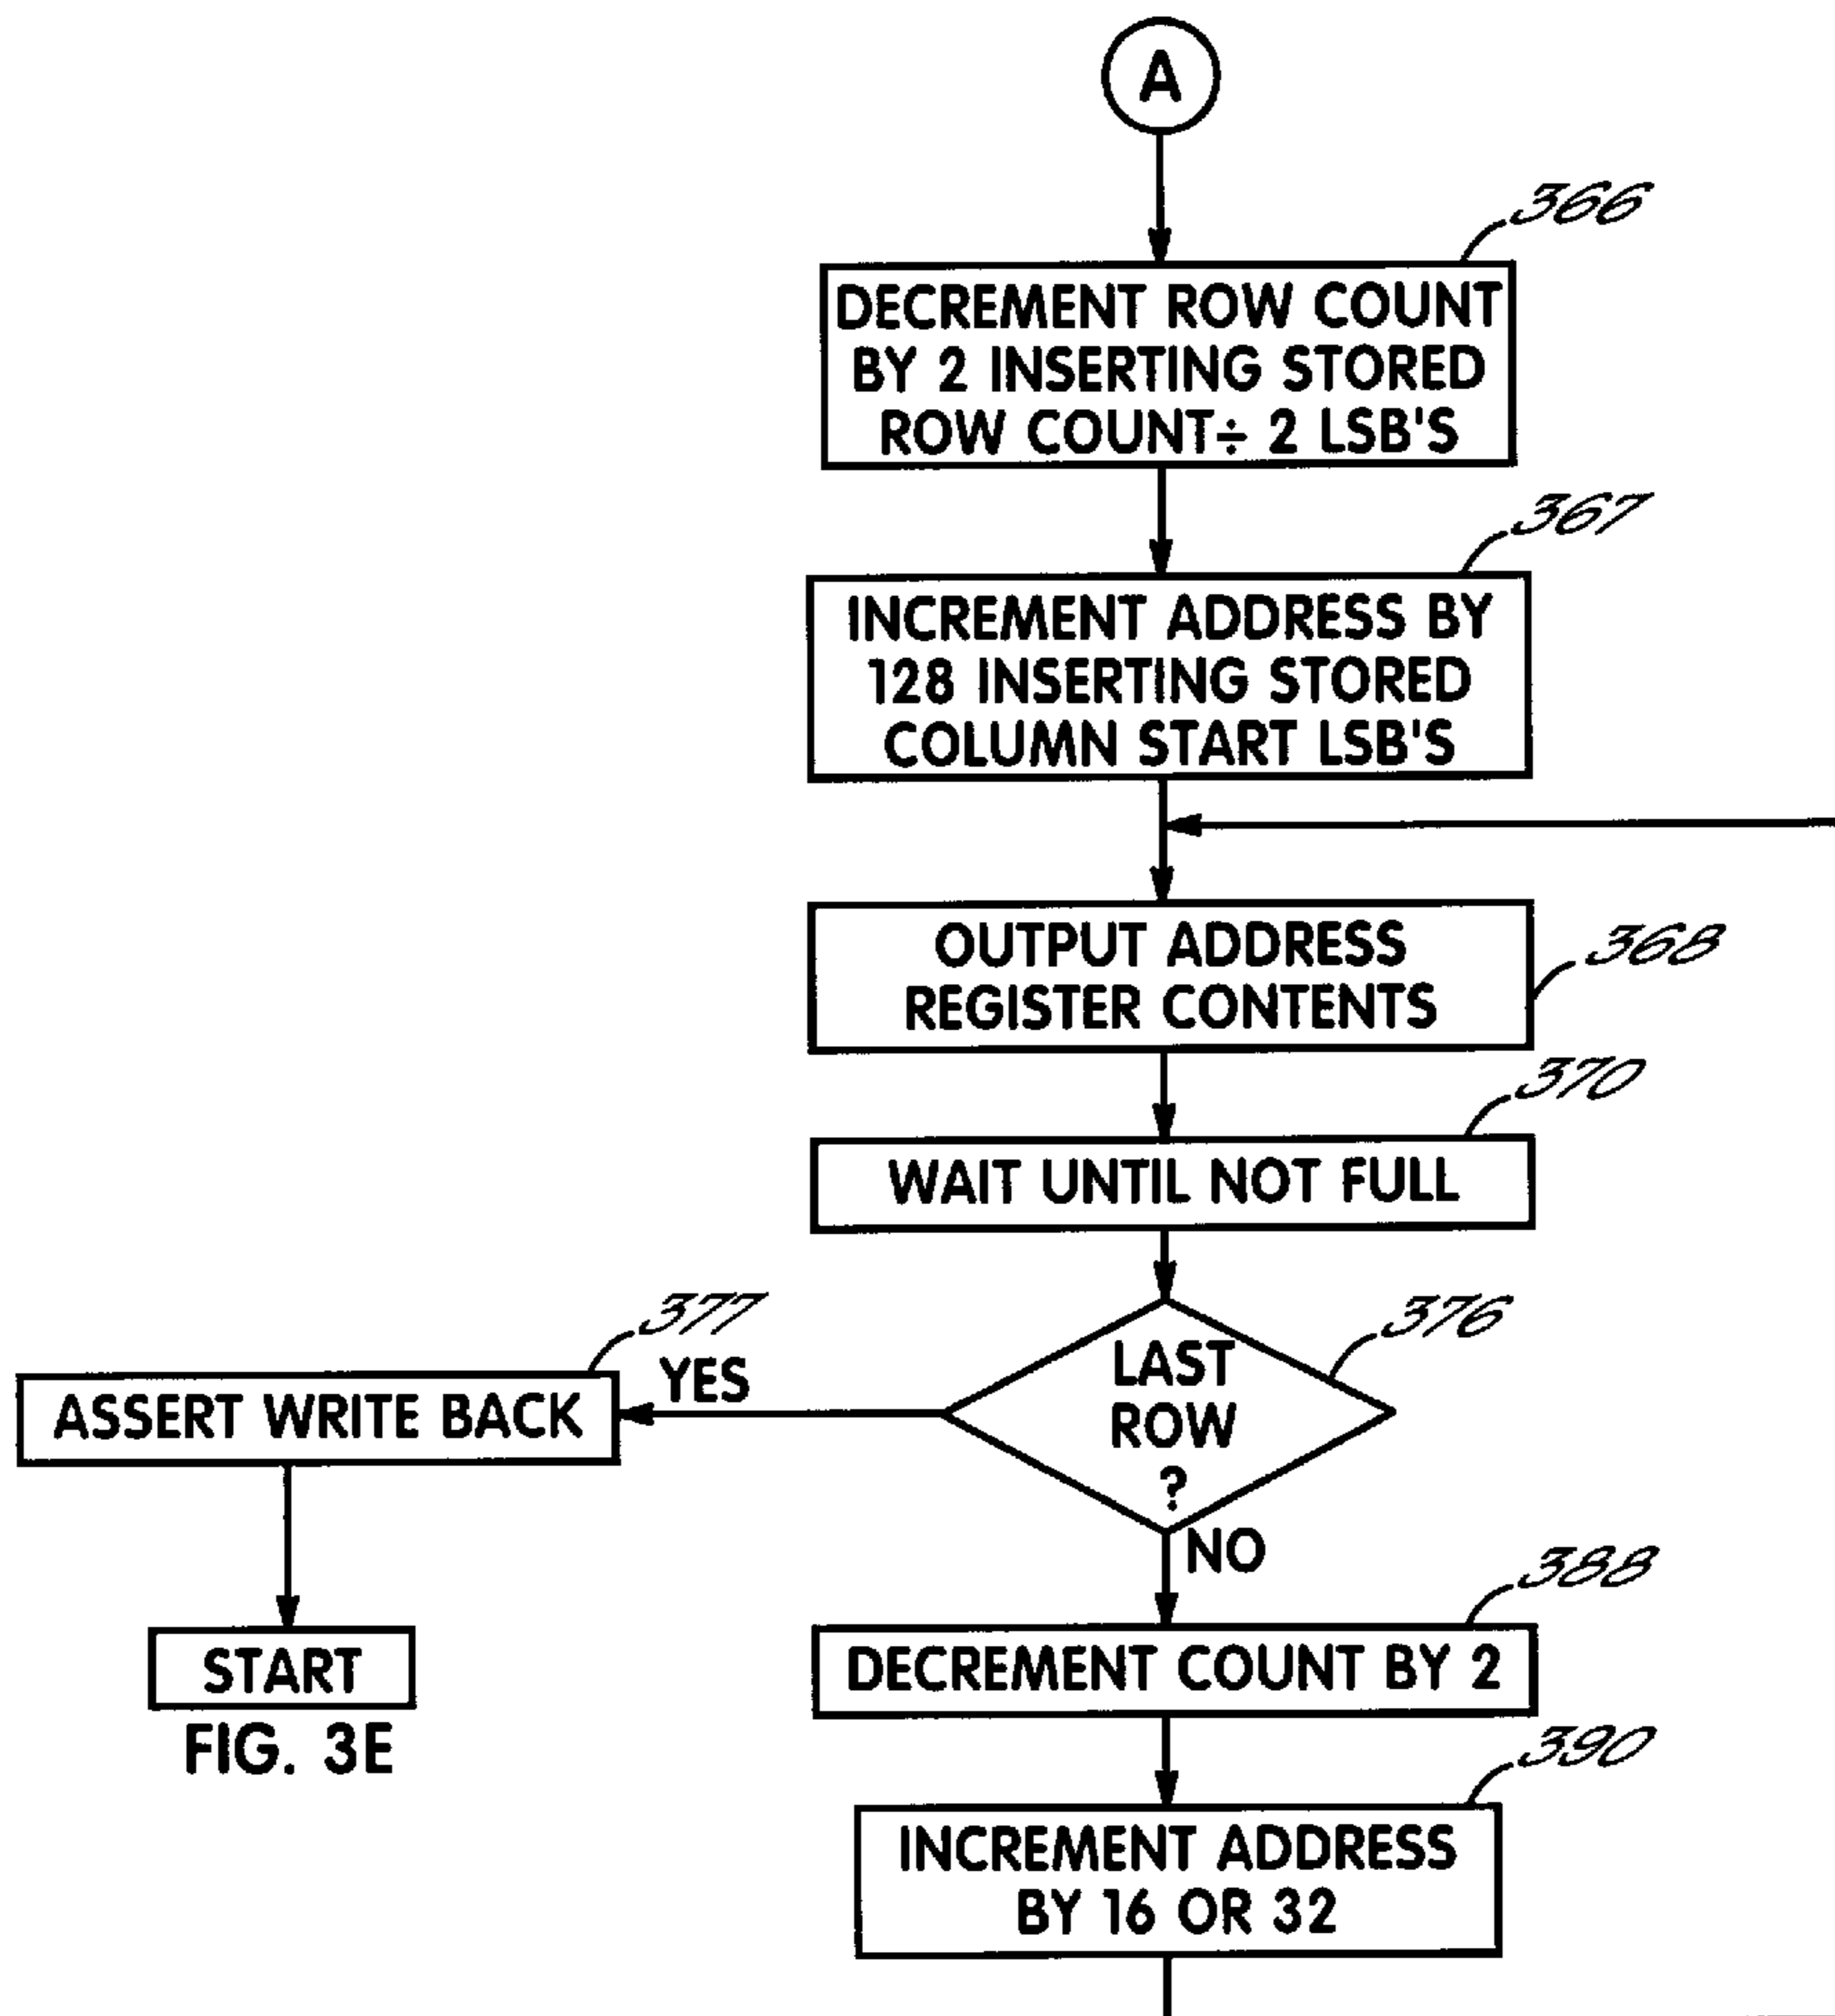 A
366
DECREMENT ROW COUNT
BY 2 INSERTING STORED
ROW COUNT÷ 2 LSB'S
367
INCREMENT ADDRESS BY
128 INSERTING STORED
COLUMN START LSB'S
OUTPUT ADDRESS
REGISTER CONTENTS
368
370
WAIT UNTIL NOT FULL
376
LAST
ROW
?
YES
377
ASSERT WRITE BACK
START
FIG. 3E
NO
388
DECREMENT COUNT BY 2
390
INCREMENT ADDRESS
BY 16 OR 32